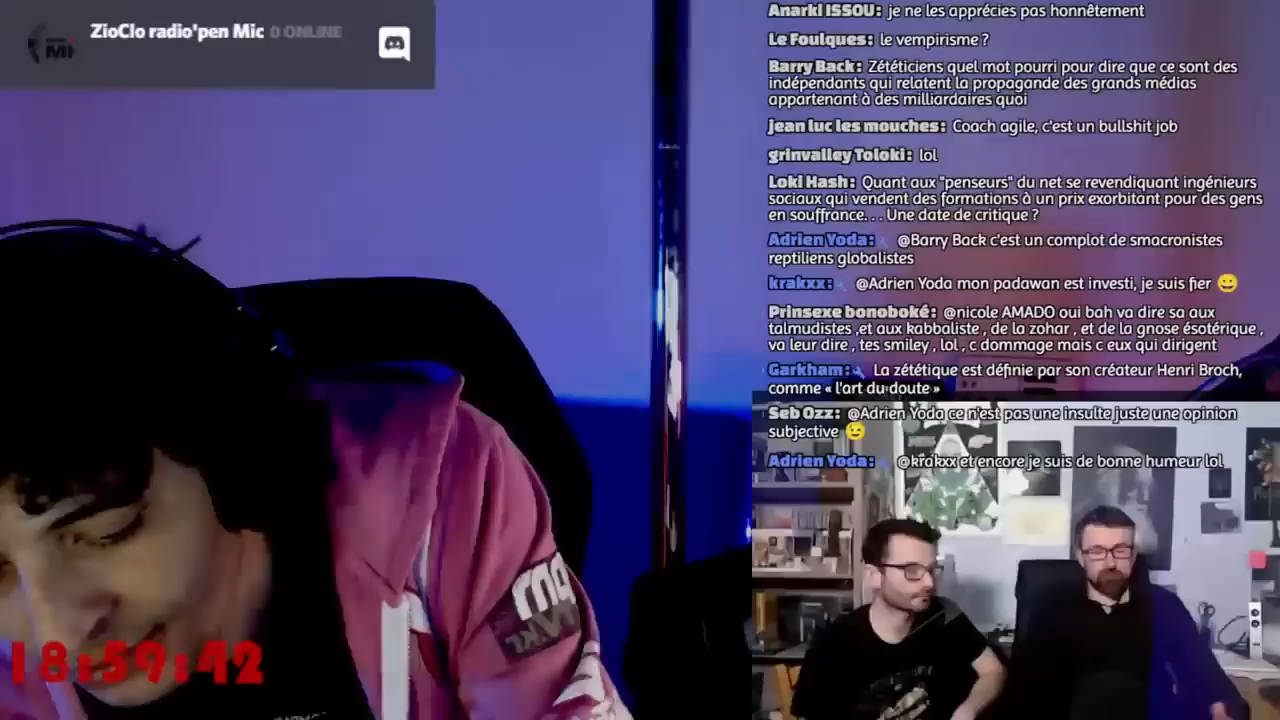 ZioClo radio'pen Mic 0 ONLINE
MI
Anarki ISSOU: je ne les apprécies pas honnêtement
Le Foulques: le vempirisme ?
Barry Back: Zététiciens quel mot pourri pour dire que ce sont des
indépendants qui relatent la propagande des grands médias
appartenant à des milliardaires quoi
jean luc les mouches: Coach agile, c'est un bullshit job
grinvalley Toloki: lol
Loki Hash: Quant aux "penseurs" du net se revendiquant ingénieurs
sociaux qui vendent des formations à un prix exorbitant pour des gens
en souffrance. . . Une date de critique ?
Adrien Yoda: @Barry Back c'est un complot de smacronistes
reptiliens globalistes
krakxx: @Adrien Yoda mon padawan est investi, je suis fier 😀
Prinsexe bonoboké: @nicole AMADO oui bah va dire sa aux
talmudistes ,et aux kabbaliste , de la zohar , et de la gnose ésotérique ,
va leur dire , tes smiley , lol , c dommage mais c eux qui dirigent
Garkham: La zététique est définie par son créateur Henri Broch,
comme « l'art du doute »
Seb Ozz: @Adrien Yoda ce n'est pas une insulte juste une opinion
subjective 😉
Adrien Yoda: @krakxx et encore je suis de bonne humeur lol
18:59:42